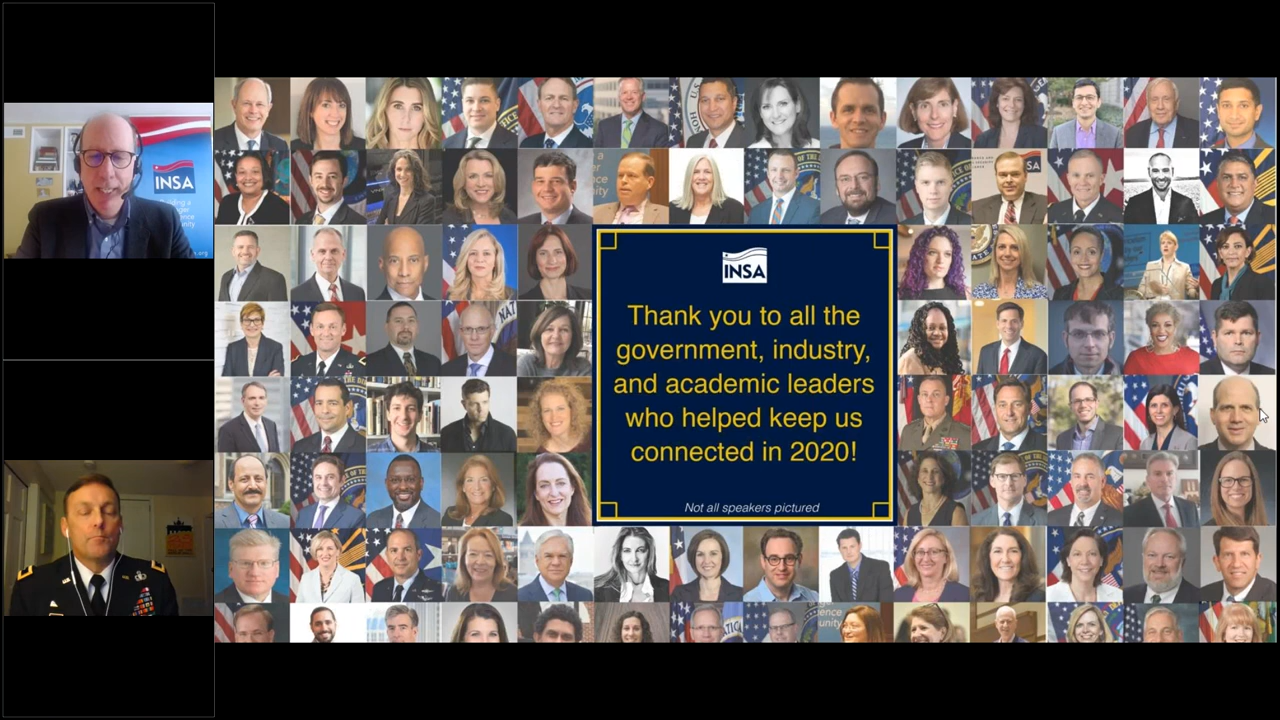 INSA
INSA
Thank you to all the
government, industry,
and academic leaders
who helped keep us
connected in 2020!
Not all speakers pictured